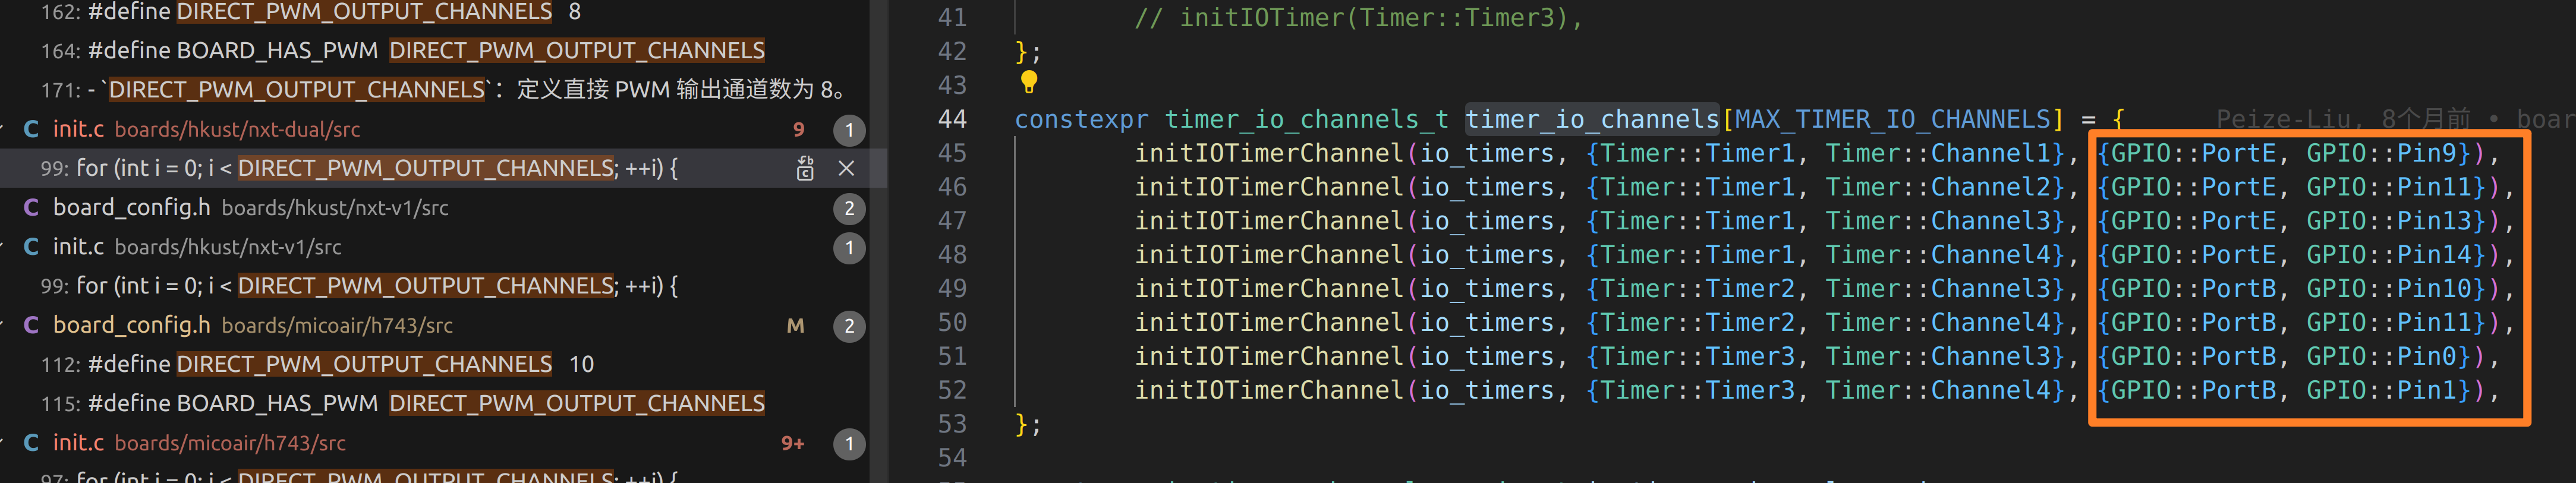 162: #define DIRECT_PWM_OUTPUT_CHANNELS 8
164: #define BOARD_HAS_PWM DIRECT_PWM_OUTPUT_CHANNELS
171: - `DIRECT_PWM_OUTPUT_CHANNELS`：定义直接 PWM 输出通道数为 8。
C init.c boards/hkust/nxt-dual/src 9 1
99: for (int i = 0; i < DIRECT_PWM_OUTPUT_CHANNELS; ++i) {
C board_config.h boards/hkust/nxt-v1/src 2
C init.c boards/hkust/nxt-v1/src 1
99: for (int i = 0; i < DIRECT_PWM_OUTPUT_CHANNELS; ++i) {
C board_config.h boards/micoair/h743/src M 2
112: #define DIRECT_PWM_OUTPUT_CHANNELS 10
115: #define BOARD_HAS_PWM DIRECT_PWM_OUTPUT_CHANNELS
C init.c boards/micoair/h743/src 9+ 1
97: for (int i = 0; i < DIRECT_PWM_OUTPUT_CHANNELS; ++i) {
41 // initIOTimer(Timer::Timer3),
42 };
43
44 constexpr timer_io_channels_t timer_io_channels[MAX_TIMER_IO_CHANNELS] = { Peize-Liu, 8个月前 • boar
45 initIOTimerChannel(io_timers, {Timer::Timer1, Timer::Channel1}, {GPIO::PortE, GPIO::Pin9}),
46 initIOTimerChannel(io_timers, {Timer::Timer1, Timer::Channel2}, {GPIO::PortE, GPIO::Pin11}),
47 initIOTimerChannel(io_timers, {Timer::Timer1, Timer::Channel3}, {GPIO::PortE, GPIO::Pin13}),
48 initIOTimerChannel(io_timers, {Timer::Timer1, Timer::Channel4}, {GPIO::PortE, GPIO::Pin14}),
49 initIOTimerChannel(io_timers, {Timer::Timer2, Timer::Channel3}, {GPIO::PortB, GPIO::Pin10}),
50 initIOTimerChannel(io_timers, {Timer::Timer2, Timer::Channel4}, {GPIO::PortB, GPIO::Pin11}),
51 initIOTimerChannel(io_timers, {Timer::Timer3, Timer::Channel3}, {GPIO::PortB, GPIO::Pin0}),
52 initIOTimerChannel(io_timers, {Timer::Timer3, Timer::Channel4}, {GPIO::PortB, GPIO::Pin1}),
53 };
54